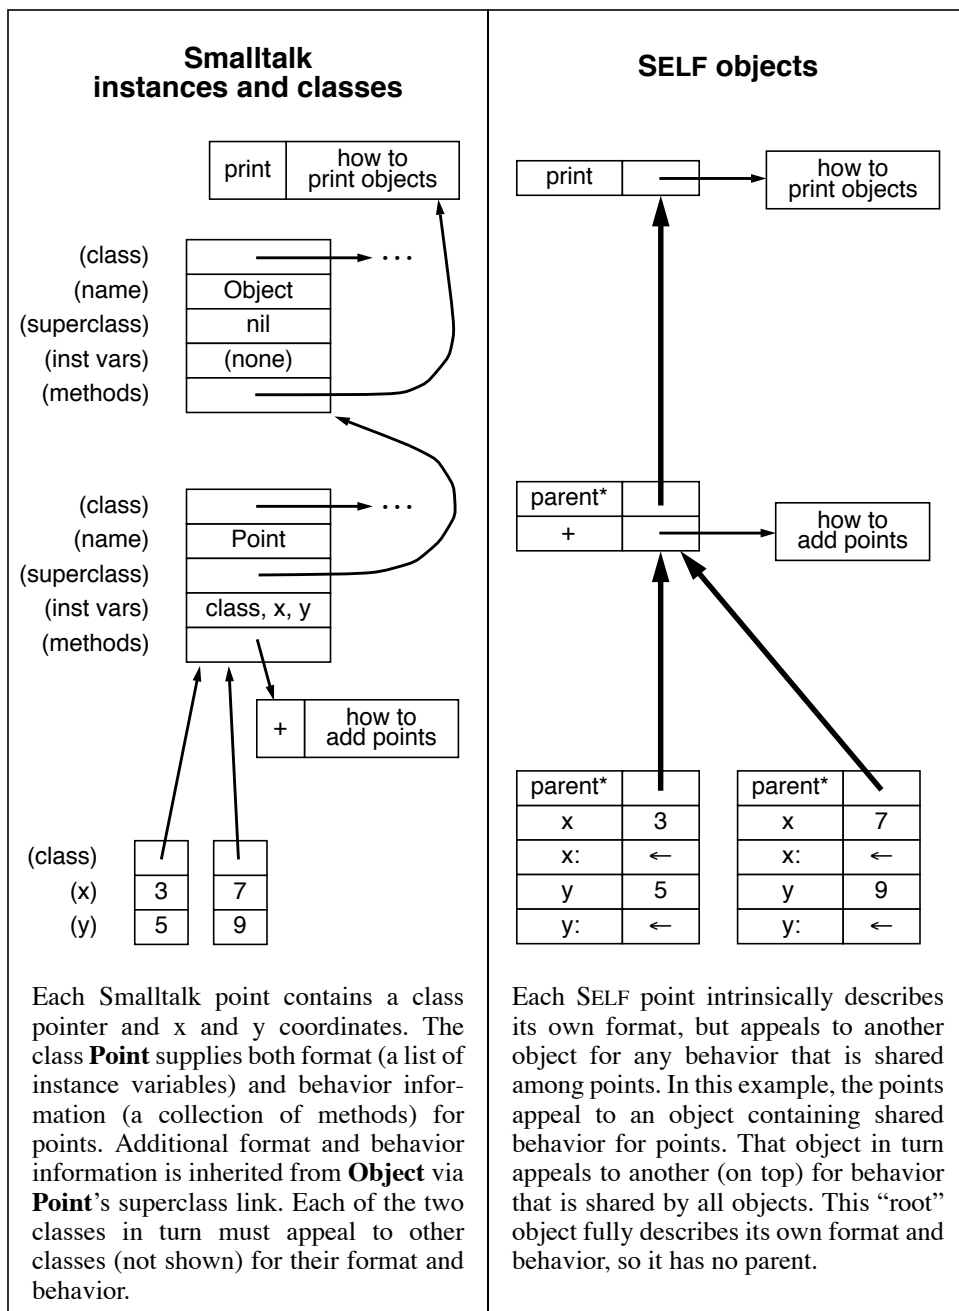 Smalltalk
instances and classes
print
how to
print objects
(class)
...
(name)
Object
(superclass)
nil
(inst vars)
(none)
(methods)
(class)
...
(name)
Point
(superclass)
(inst vars)
class, x, y
(methods)
+
how to
add points
(class)
(x)
3
7
(y)
5
9
Each Smalltalk point contains a class
pointer and x and y coordinates. The
class Point supplies both format (a list of
instance variables) and behavior infor-
mation (a collection of methods) for
points. Additional format and behavior
information is inherited from Object via
Point's superclass link. Each of the two
classes in turn must appeal to other
classes (not shown) for their format and
behavior.
SELF objects
print
how to
print objects
parent*
+
how to
add points
parent*
x
3
x:
←
y
5
y:
←
parent*
x
7
x:
←
y
9
y:
←
Each SELF point intrinsically describes
its own format, but appeals to another
object for any behavior that is shared
among points. In this example, the points
appeal to an object containing shared
behavior for points. That object in turn
appeals to another (on top) for behavior
that is shared by all objects. This “root”
object fully describes its own format and
behavior, so it has no parent.